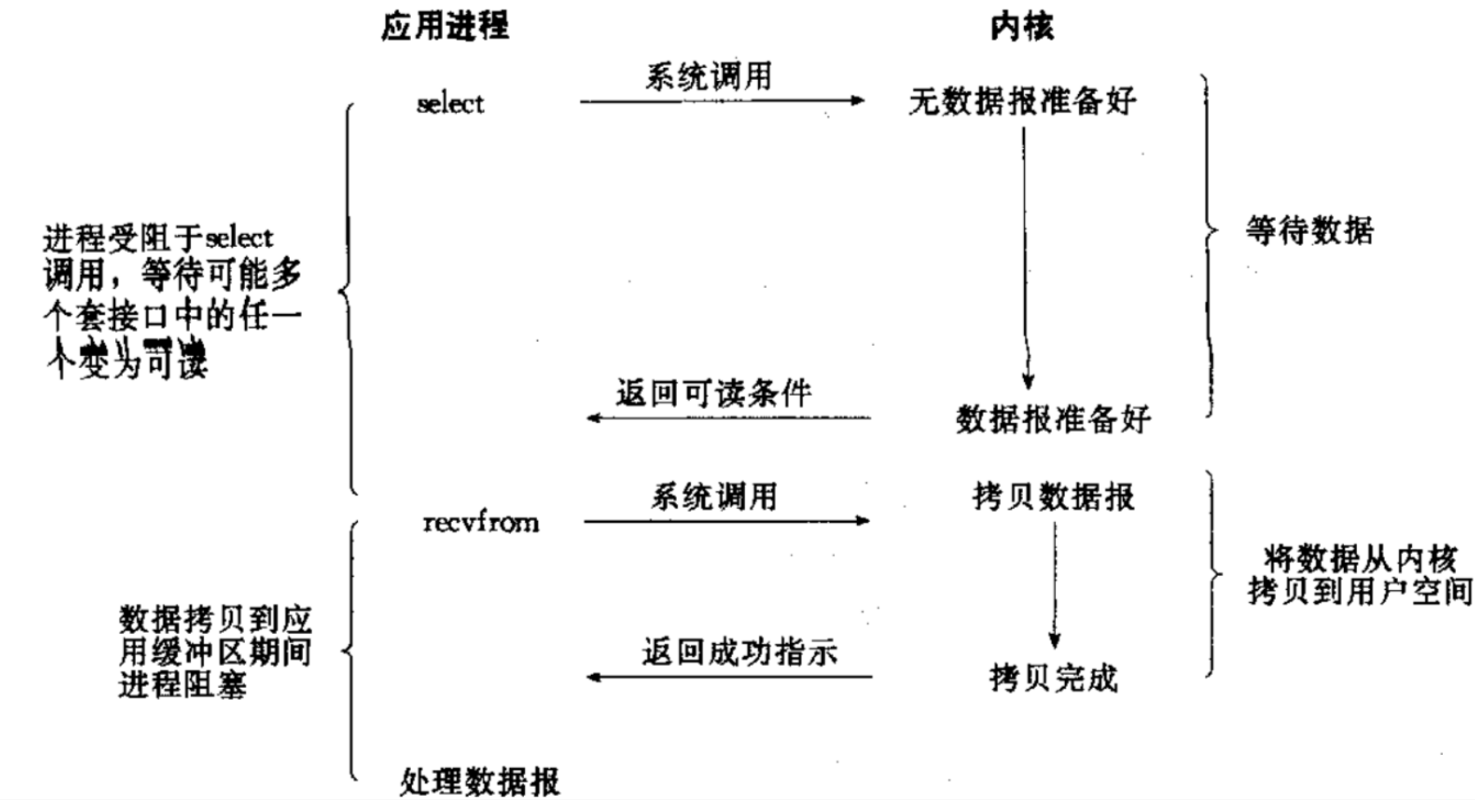 应用进程
内核
系统调用
select
无数据报准备好
进程受阻于select
调用，等待可能多
个套接口中的任一
个变为可读
等待数据
返回可读条件
数据报准备好
系统调用
recvfrom
拷贝数据报
将数据从内核
拷贝到用户空间
数据拷贝到应
用缓冲区期间
进程阻塞
返回成功指示
拷贝完成
处理数据报